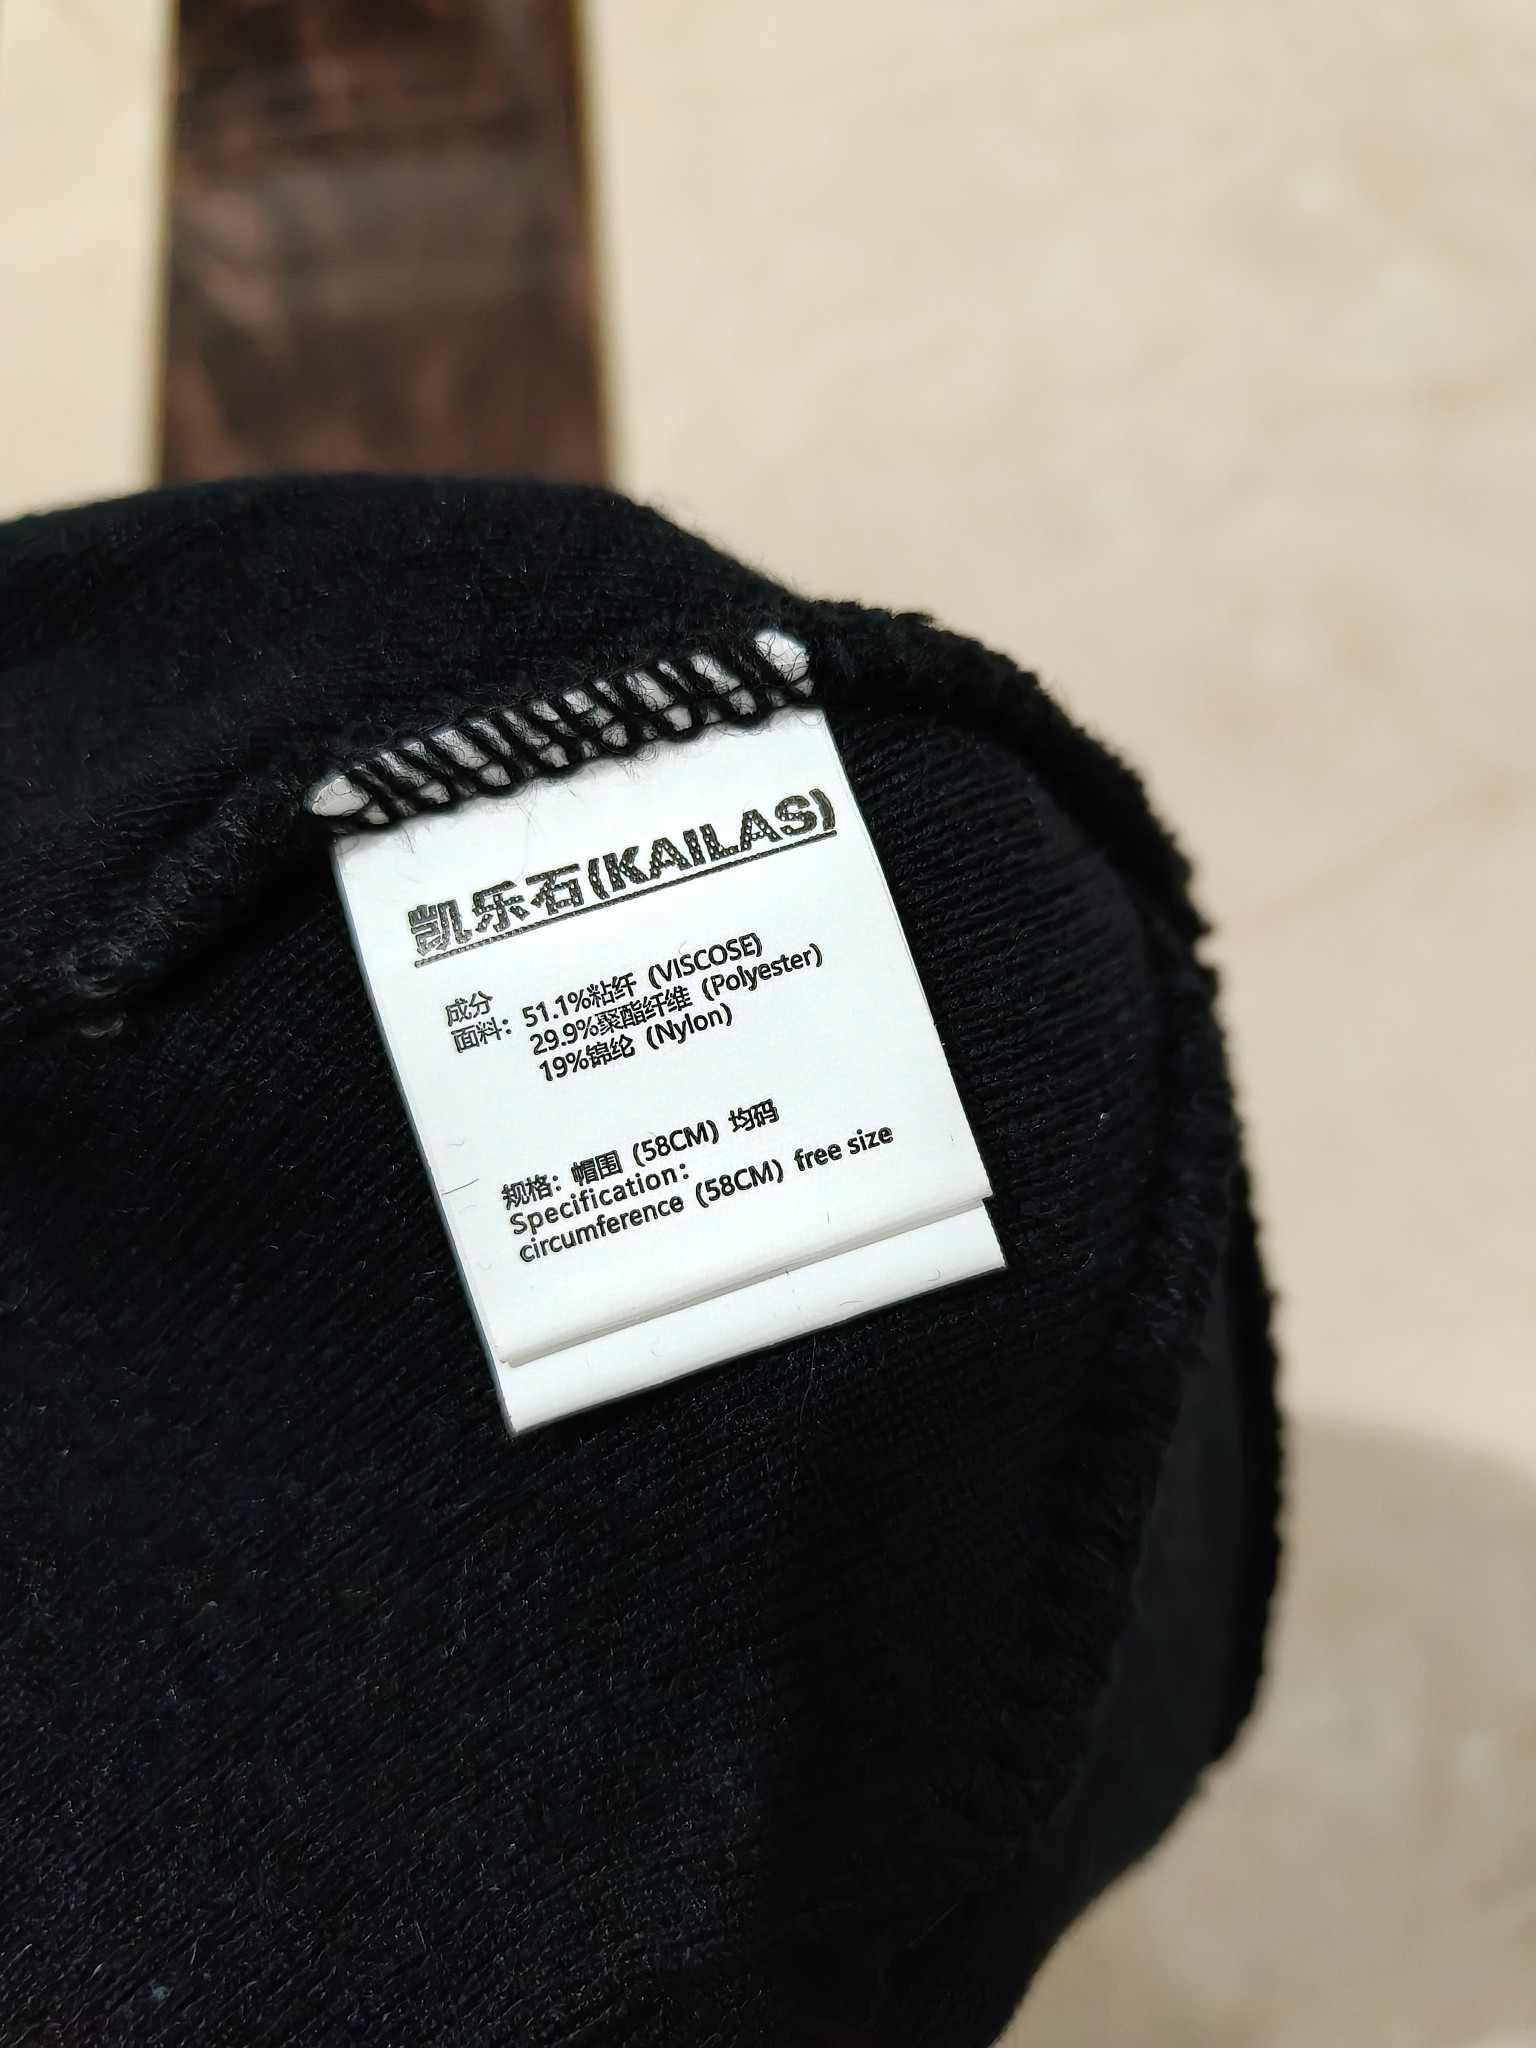 凯乐石(KAILAS)
成分
面料：51.1%粘纤（VISCOSE)
29.9%聚酯纤维（Polyester）
19%锦纶（Nylon）
规格：帽围（58CM）均码
Specification：
circumference（58CM）free size